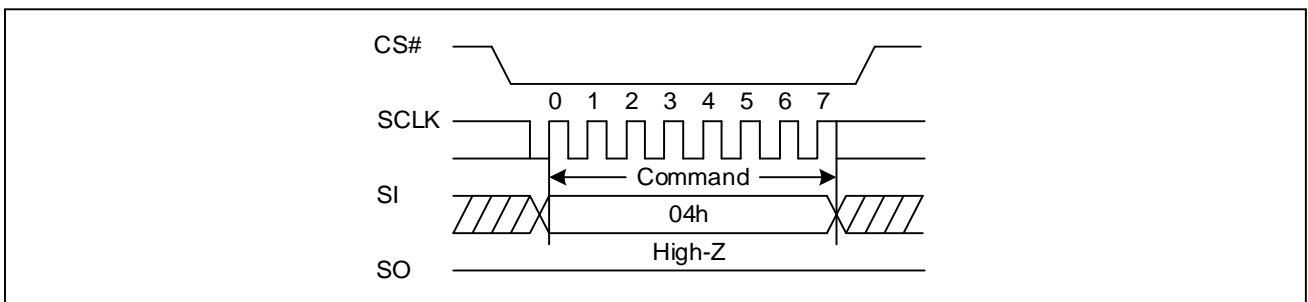 CS#
0 1 2 3 4 5 6 7
SCLK
Command
SI
04h
High-Z
SO